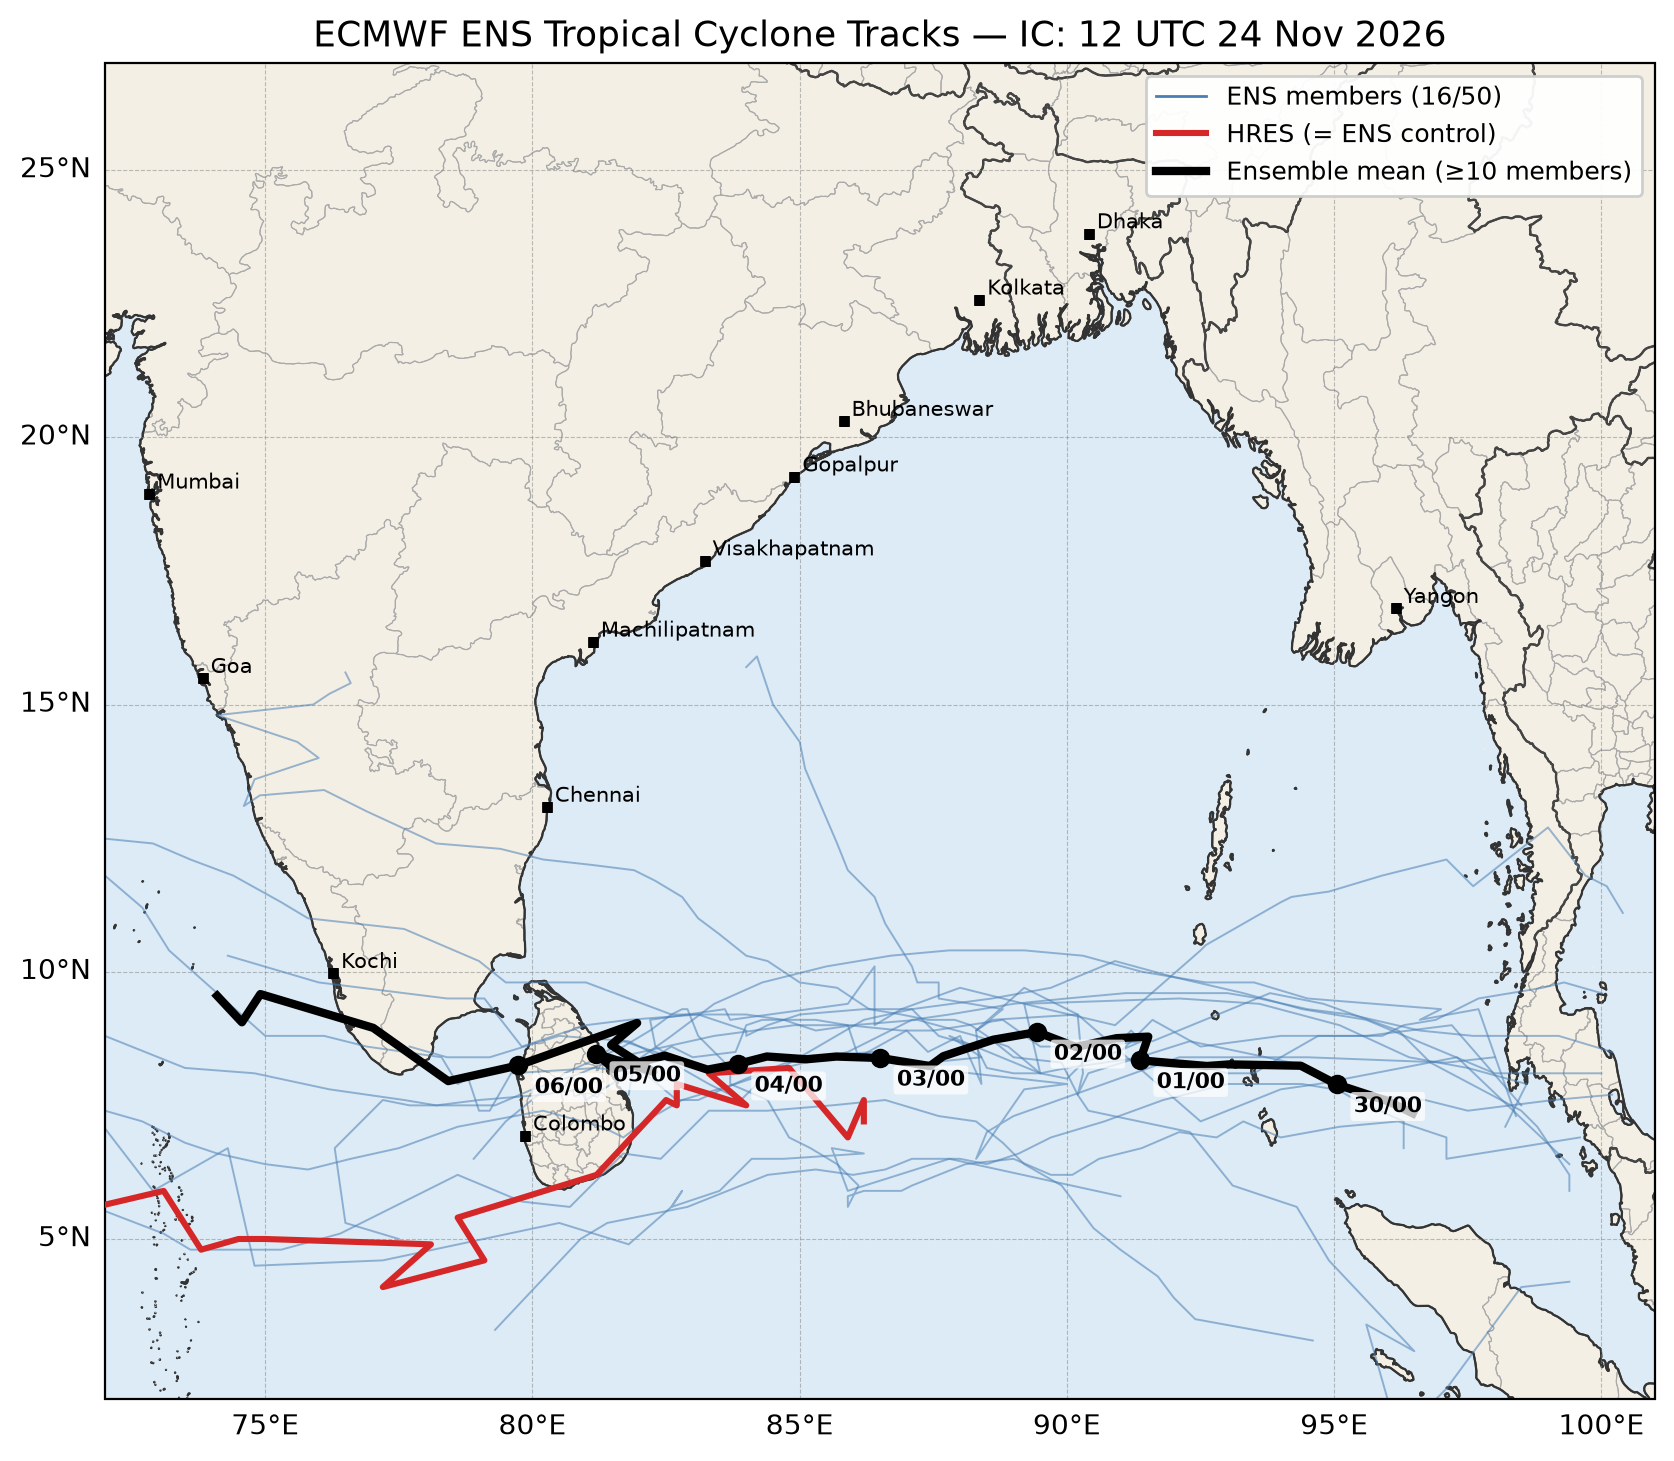 ECMWF ENS Tropical Cyclone Tracks — IC: 12 UTC 24 Nov 2026
ENS members (16/50)
HRES (= ENS control)
Ensemble mean (≥10 members)
25°N
20°N
15°N
10°N
5°N
Dhaka
Kolkata
Bhubaneswar
Gopalpur
Mumbai
Visakhapatnam
Yangon
Machilipatnam
Goa
Chennai
Kochi
02/00
05/00
03/00
01/00
04/00
06/00
30/00
Colombo
75°E
80°E
85°E
90°E
95°E
100°E